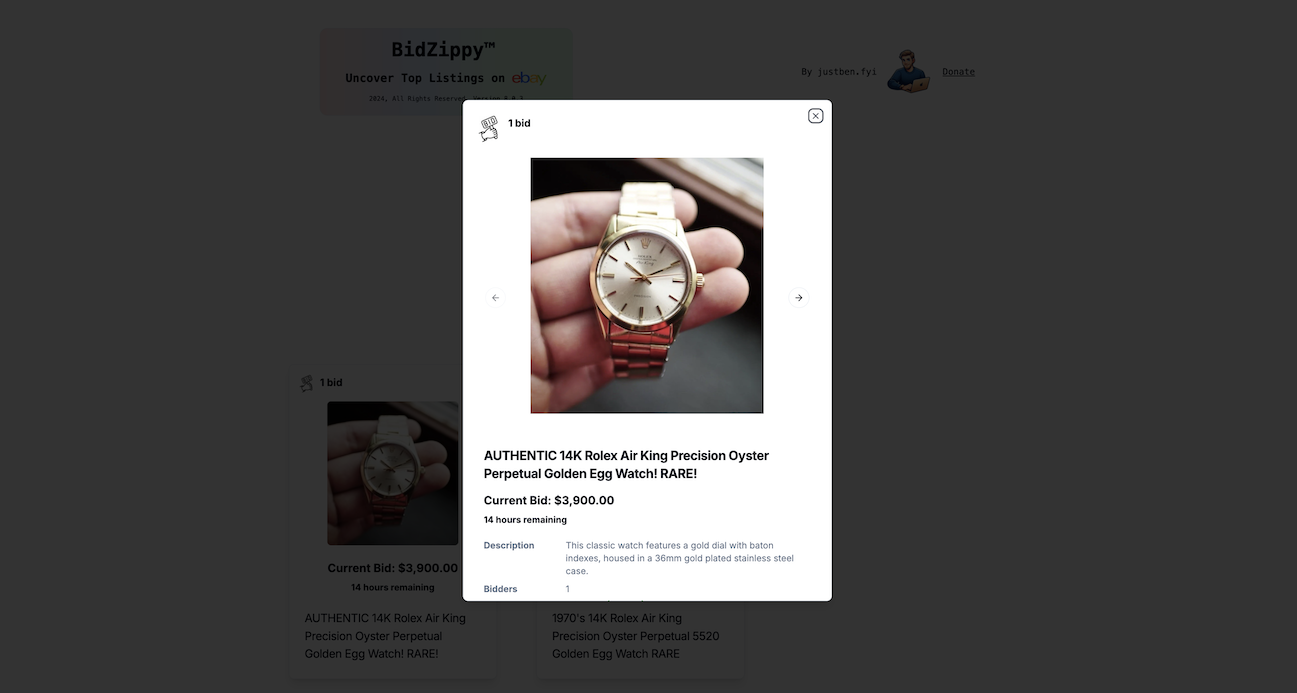 BidZippy™
Uncover Top Listings on ebay
By justben.fyi
Donate
2024, All Rights Reserved.
1 bid
BID
AUTHENTIC 14K Rolex Air King Precision Oyster
Perpetual Golden Egg Watch! RARE!
Current Bid: $3,900.00
14 hours remaining
Description
This classic watch features a gold dial with baton
indexes, housed in a 36mm gold plated stainless steel
case.
Bidders
1
1 bid
Current Bid: $3,900.00
14 hours remaining
AUTHENTIC 14K Rolex Air King
Precision Oyster Perpetual
Golden Egg Watch! RARE!
1970's 14K Rolex Air King
Precision Oyster Perpetual 5520
Golden Egg Watch RARE